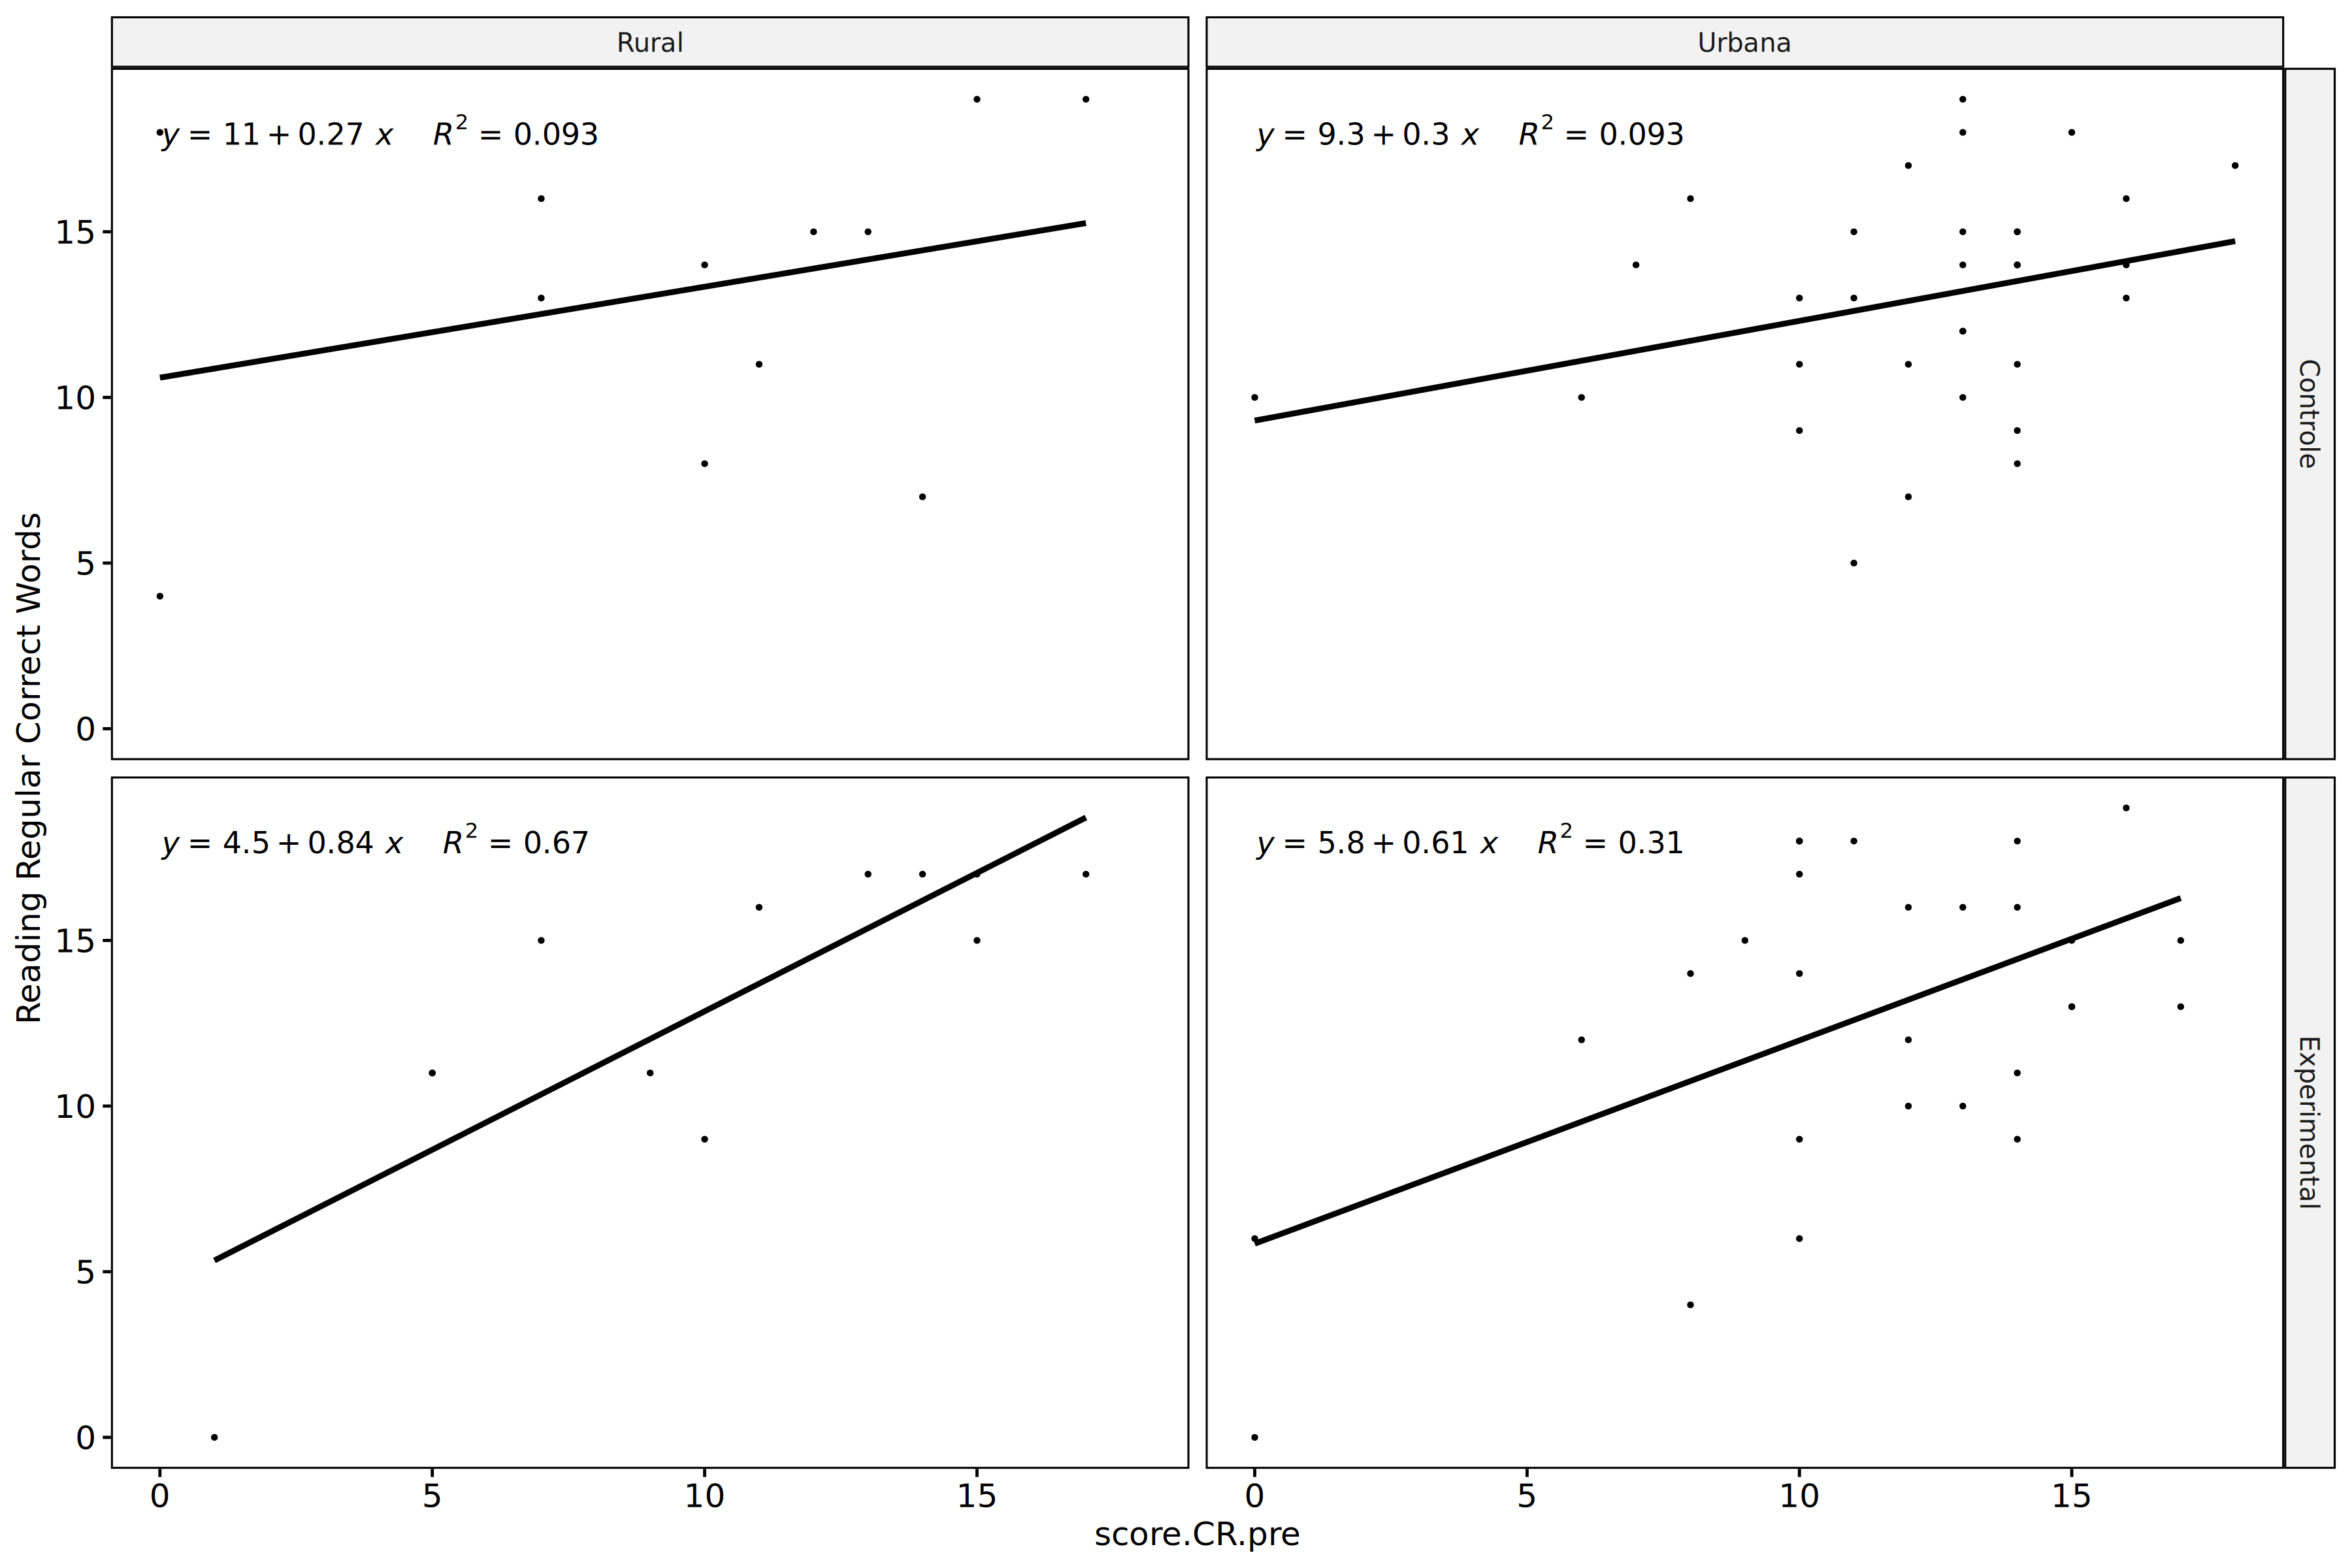 Rural
Urbana
y = 11 + 0.27 x R² = 0.093
y = 9.3 + 0.3 x R² = 0.093
15
10
5
0
Controle
Reading Regular Correct Words
y = 4.5 + 0.84 x R² = 0.67
y = 5.8 + 0.61 x R² = 0.31
15
10
5
0
Experimental
0 5 10 15
0 5 10 15
score.CR.pre